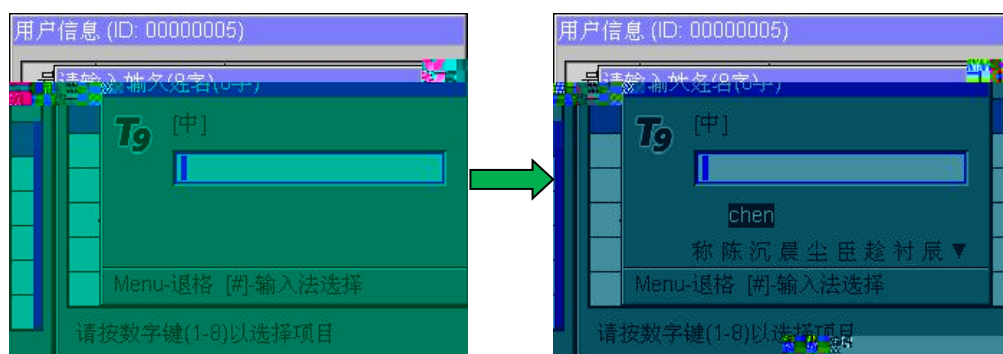 用户信息 (ID: 00000005)
请输入姓名(8字)
T9
[中]
Menu-退格 [#]-输入法选择
请按数字键(1-8)以选择项目
用户信息 (ID: 00000005)
请输入姓名(8字)
T9
[中]
chen
称陈沉晨尘臣趁衬辰▼
Menu-退格 [#]-输入法选择
请按数字键(1-8)以选择项目